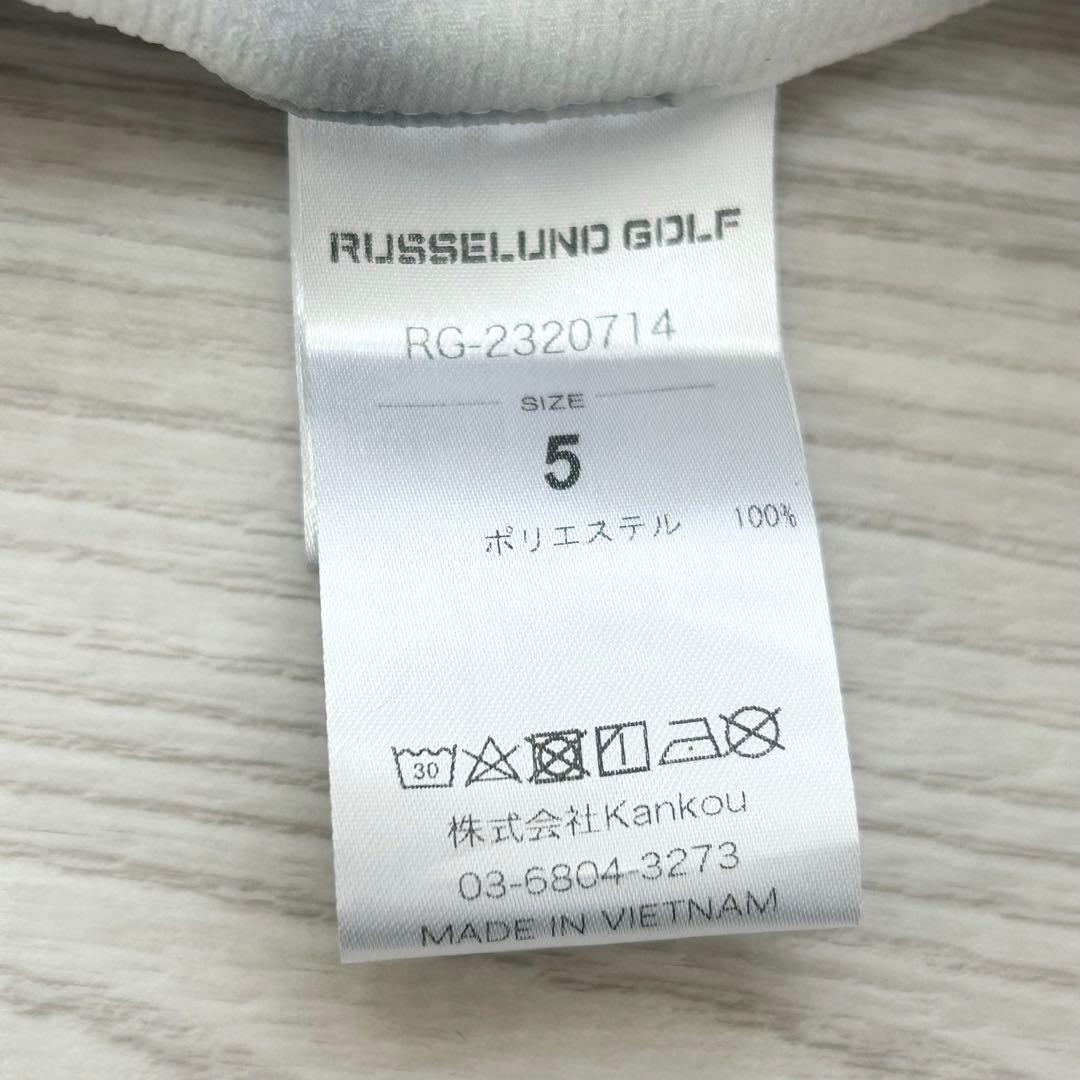 RUSSELUNO GOLF
RG-2320714
SIZE
5
ポリエステル 100%
30
株式会社Kankou
03-6804-3273
MADE IN VIETNAM